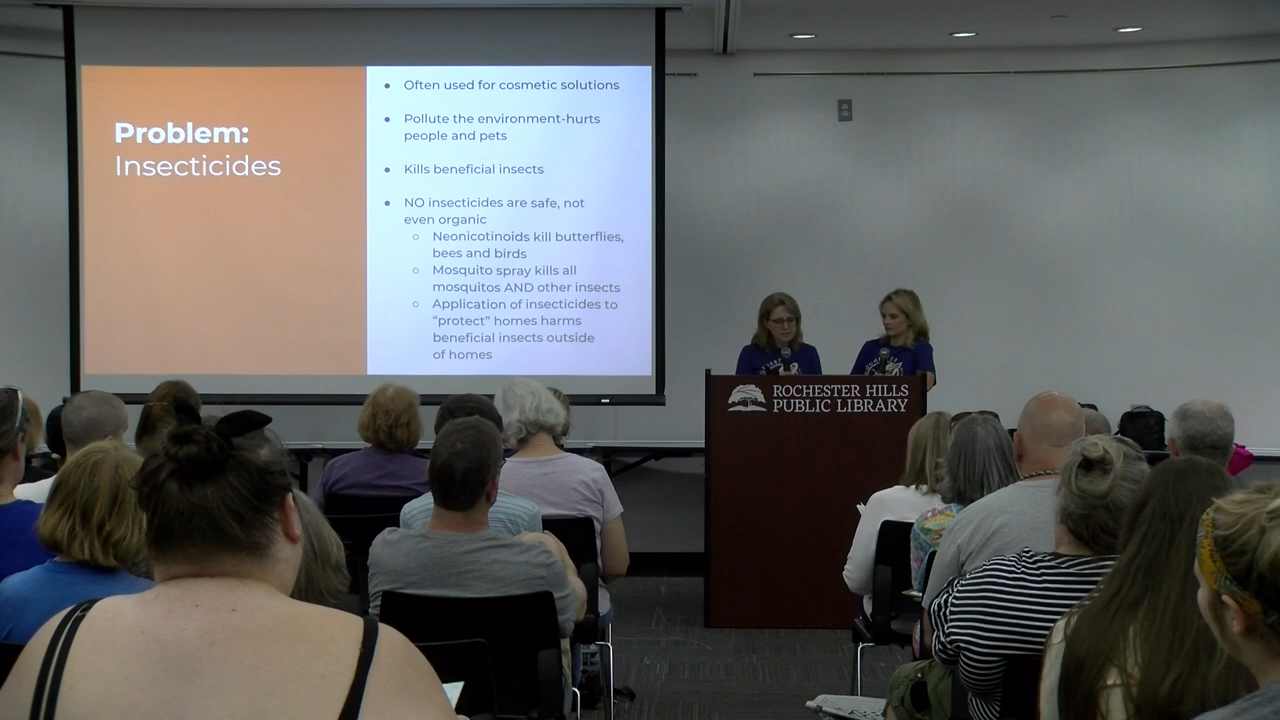 Problem:
Insecticides
● Often used for cosmetic solutions
● Pollute the environment-hurts
people and pets
● Kills beneficial insects
● NO insecticides are safe, not
even organic
○ Neonicotinoids kill butterflies,
bees and birds
○ Mosquito spray kills all
mosquitos AND other insects
○ Application of insecticides to
“protect” homes harms
beneficial insects outside
of homes
ROCHESTER HILLS
PUBLIC LIBRARY